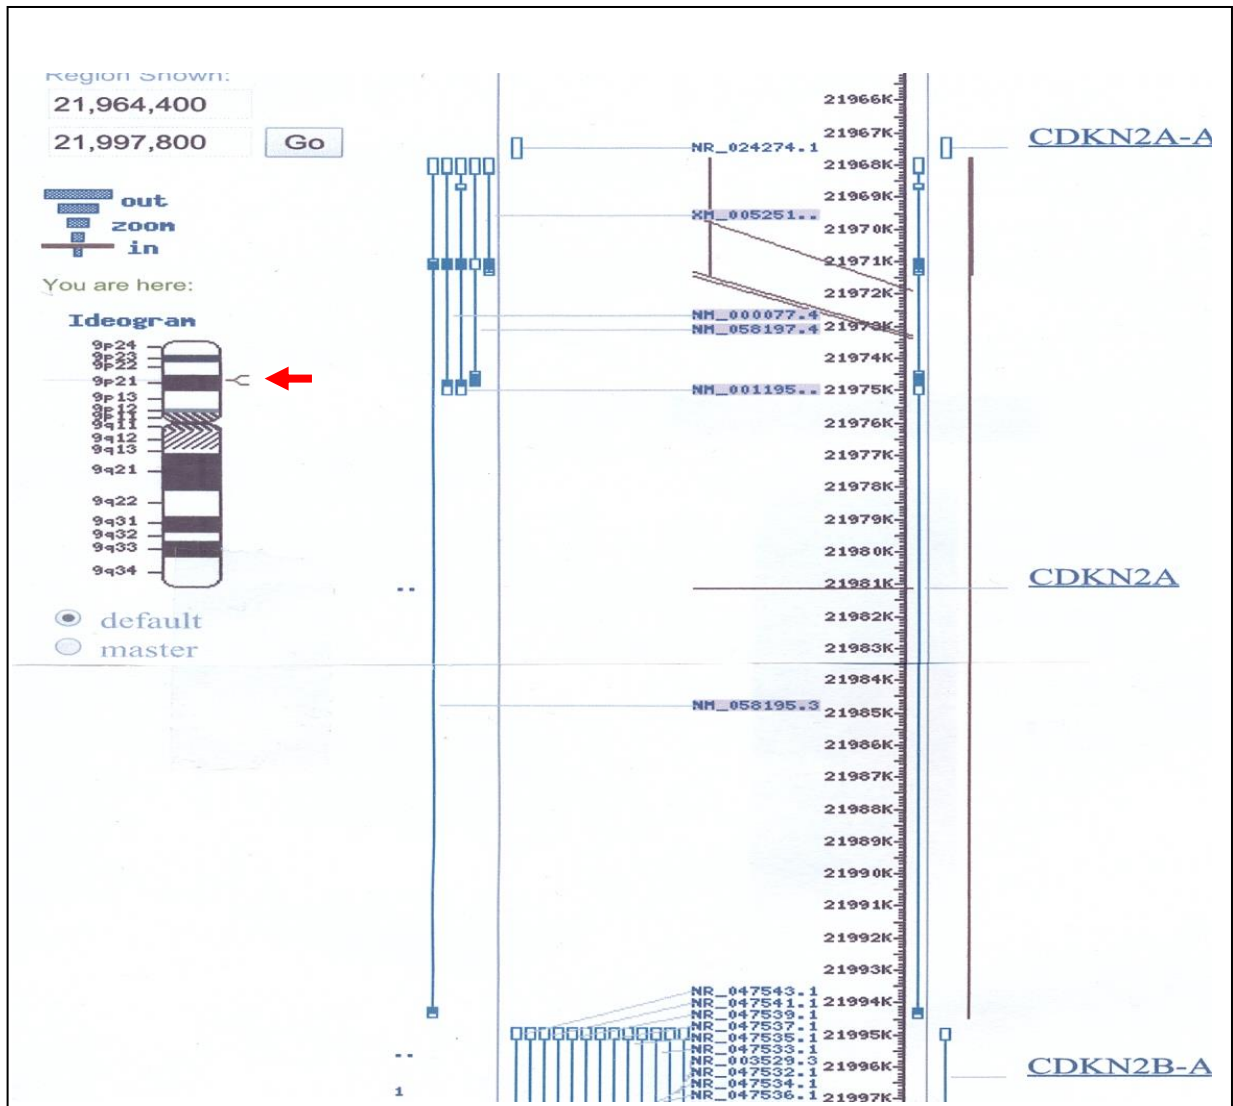 Region Shown:
21,964,400
21,997,800 Go
out
zoom
in
You are here:
Ideogram
9p24
9p23
9p22
9p21
9p13
9p12
9p11
9q11
9q12
9q13
9q21
9q22
9q31
9q32
9q33
9q34
default
master
..
..
1
NR_024274.1
XM_005251..
NM_000077.4
NM_058197.4
NM_001195..
NM_058195.3
NR_047543.1
NR_047541.1
NR_047539.1
NR_047537.1
NR_047535.1
NR_047533.1
NR_003529.3
NR_047532.1
NR_047534.1
NR_047536.1
21966K
21967K
21968K
21969K
21970K
21971K
21972K
21973K
21974K
21975K
21976K
21977K
21978K
21979K
21980K
21981K
21982K
21983K
21984K
21985K
21986K
21987K
21988K
21989K
21990K
21991K
21992K
21993K
21994K
21995K
21996K
21997K
CDKN2A-A
CDKN2A
CDKN2B-A